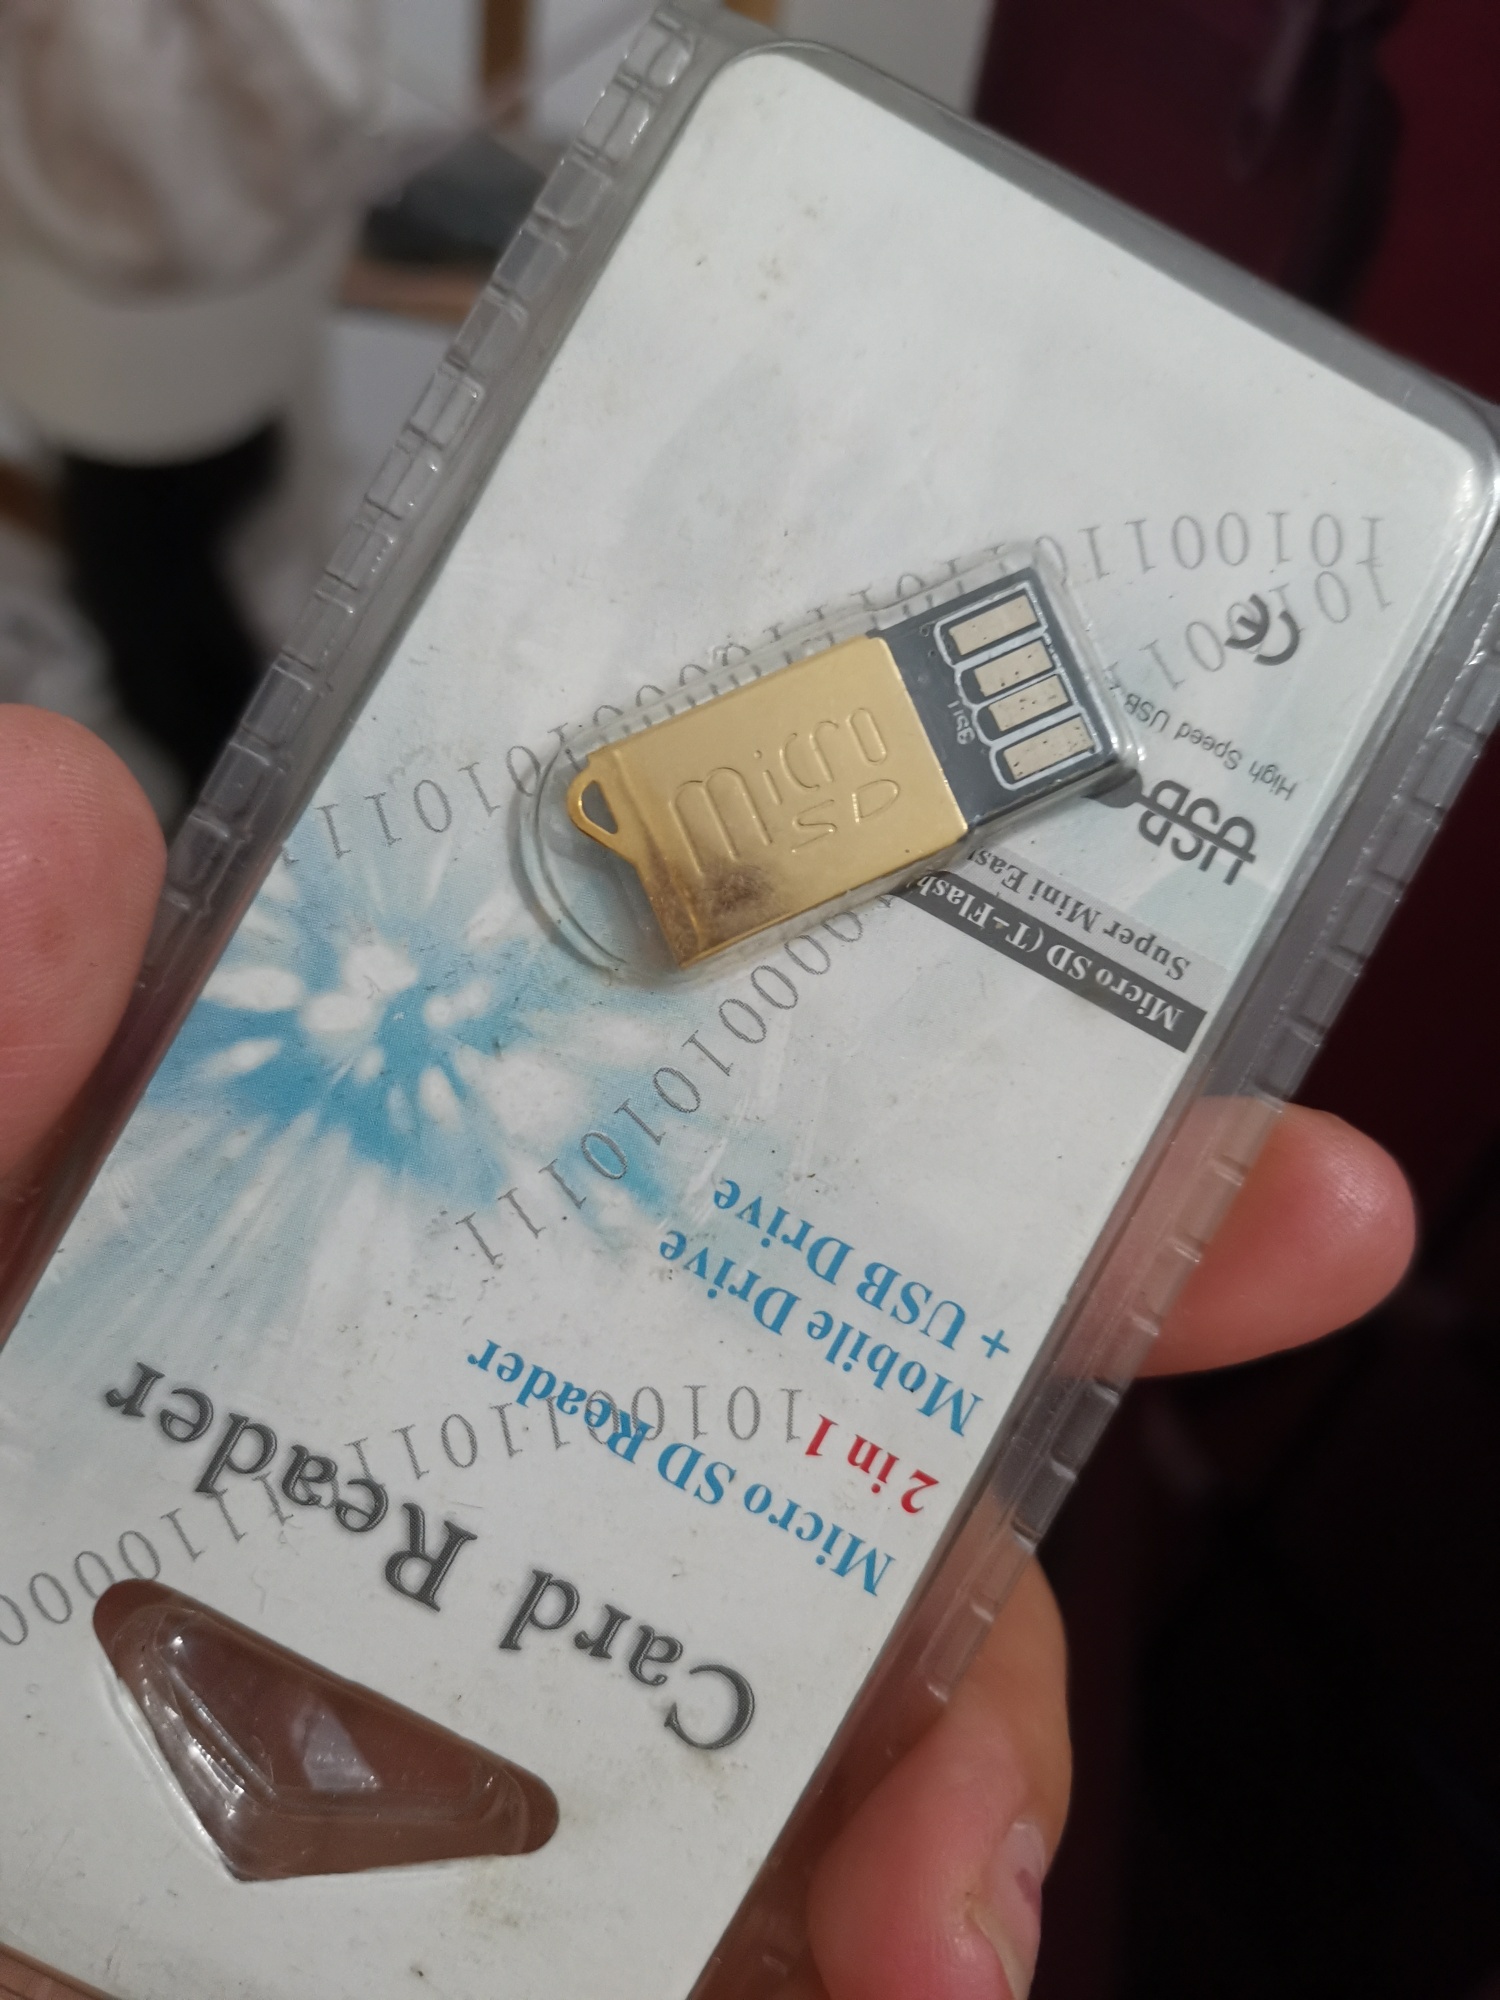 Card Reader
Micro SD Reader
2 in 1
Mobile Drive
+ USB Drive
Micro SD (T-Flash
Super Mini Eas
USB
High Speed USB
CE
micro
SD